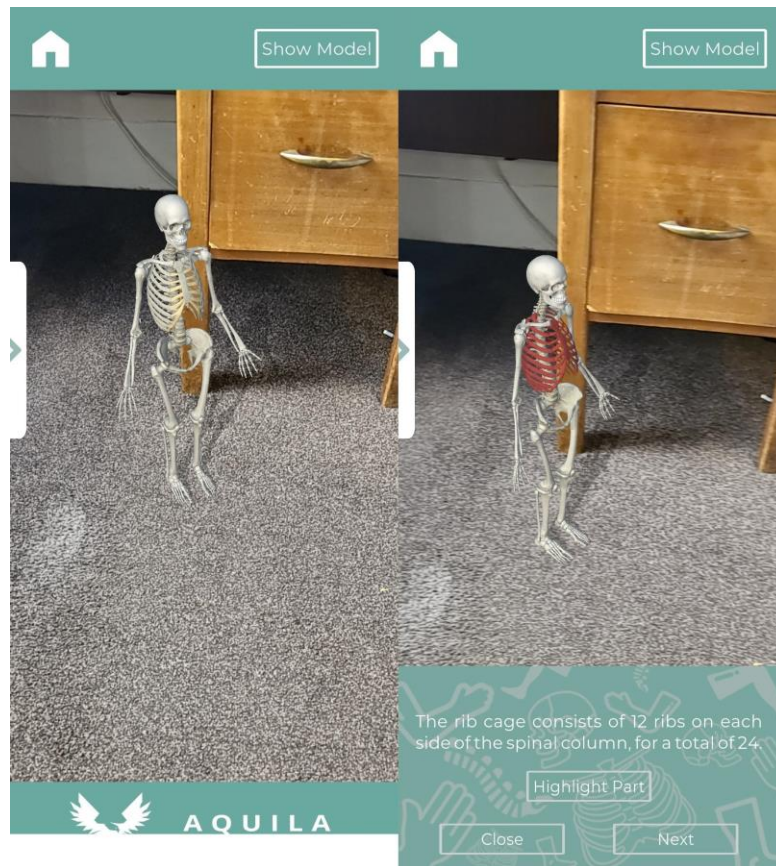 Show Model
AQUILA
Show Model
The rib cage consists of 12 ribs on each
side of the spinal column, for a total of 24.
Highlight Part
Close
Next